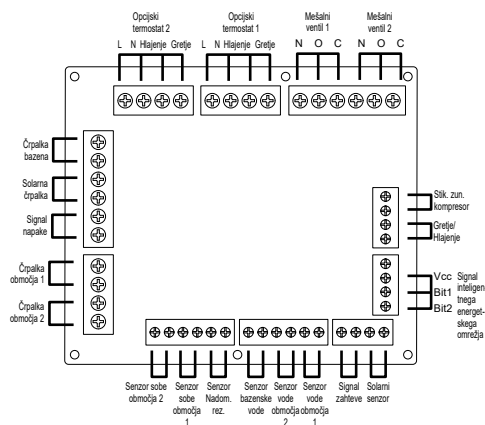 Opcijski
termostat 2
Opcijski
termostat 1
Mešalni
ventil 1
Mešalni
ventil 2
L N Hlajenje Gretje
L N Hlajenje Gretje
N O C
N O C
Črpalka
bazena
Solarna
črpalka
Signal
napake
Črpalka
območja 1
Črpalka
območja 2
Stik. zun.
kompresor
Gretje/
Hlajenje
Vcc
Bit1
Bit2
Signal
inteligen
tnega
energet-
skega
omrežja
Senzor sobe
območja 2
Senzor
sobe
območja
1
Senzor
Nadom.
rez.
Senzor
bazenske
vode
Senzor
vode
območja
2
Senzor
vode
območja
1
Signal
zahteve
Solarni
senzor